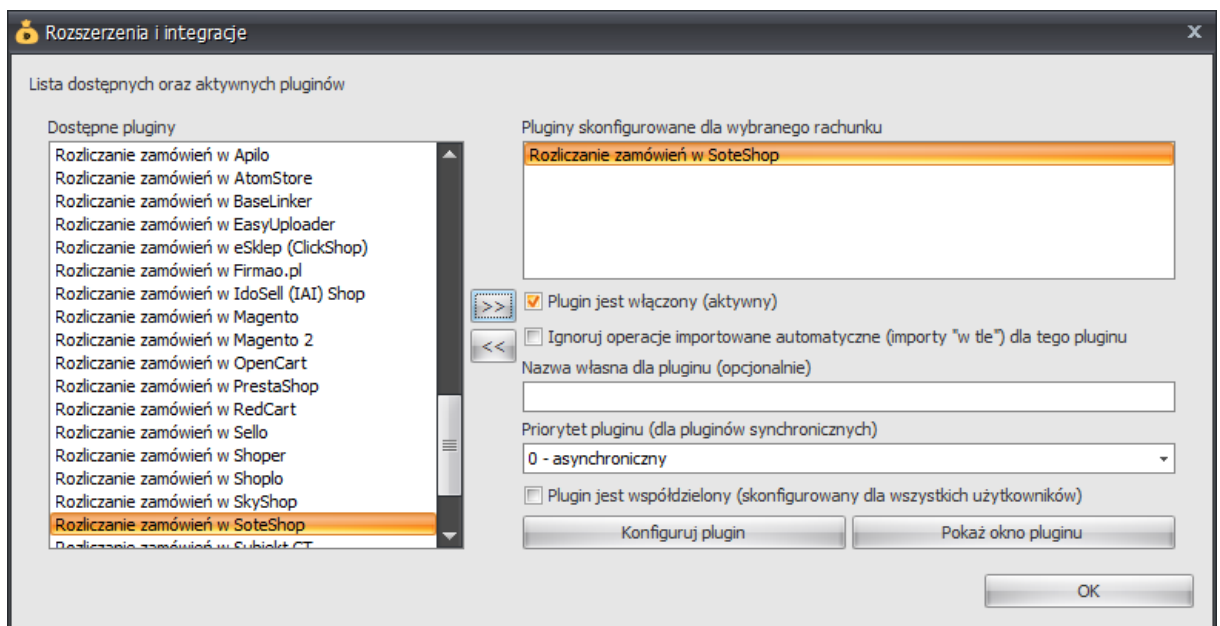 Rozszerzenia i integracje
x
Lista dostępnych oraz aktywnych pluginów
Dostępne pluginy
Rozliczanie zamówień w Apilo
Rozliczanie zamówień w AtomStore
Rozliczanie zamówień w BaseLinker
Rozliczanie zamówień w EasyUploader
Rozliczanie zamówień w eSklep (ClickShop)
Rozliczanie zamówień w Firmao.pl
Rozliczanie zamówień w IdoSell (IAI) Shop
Rozliczanie zamówień w Magento
Rozliczanie zamówień w Magento 2
Rozliczanie zamówień w OpenCart
Rozliczanie zamówień w PrestaShop
Rozliczanie zamówień w RedCart
Rozliczanie zamówień w Sello
Rozliczanie zamówień w Shoper
Rozliczanie zamówień w Shoplo
Rozliczanie zamówień w SkyShop
Rozliczanie zamówień w SoteShop
Rozliczanie zamówień w Subiekt GT
>>
<<
Pluginy skonfigurowane dla wybranego rachunku
Rozliczanie zamówień w SoteShop
Plugin jest włączony (aktywny)
Ignoruj operacje importowane automatyczne (importy "w tle") dla tego pluginu
Nazwa własna dla pluginu (opcjonalnie)
Priorytet pluginu (dla pluginów synchronicznych)
0 - asynchroniczny
Plugin jest współdzielony (skonfigurowany dla wszystkich użytkowników)
Konfiguruj plugin
Pokaż okno pluginu
OK